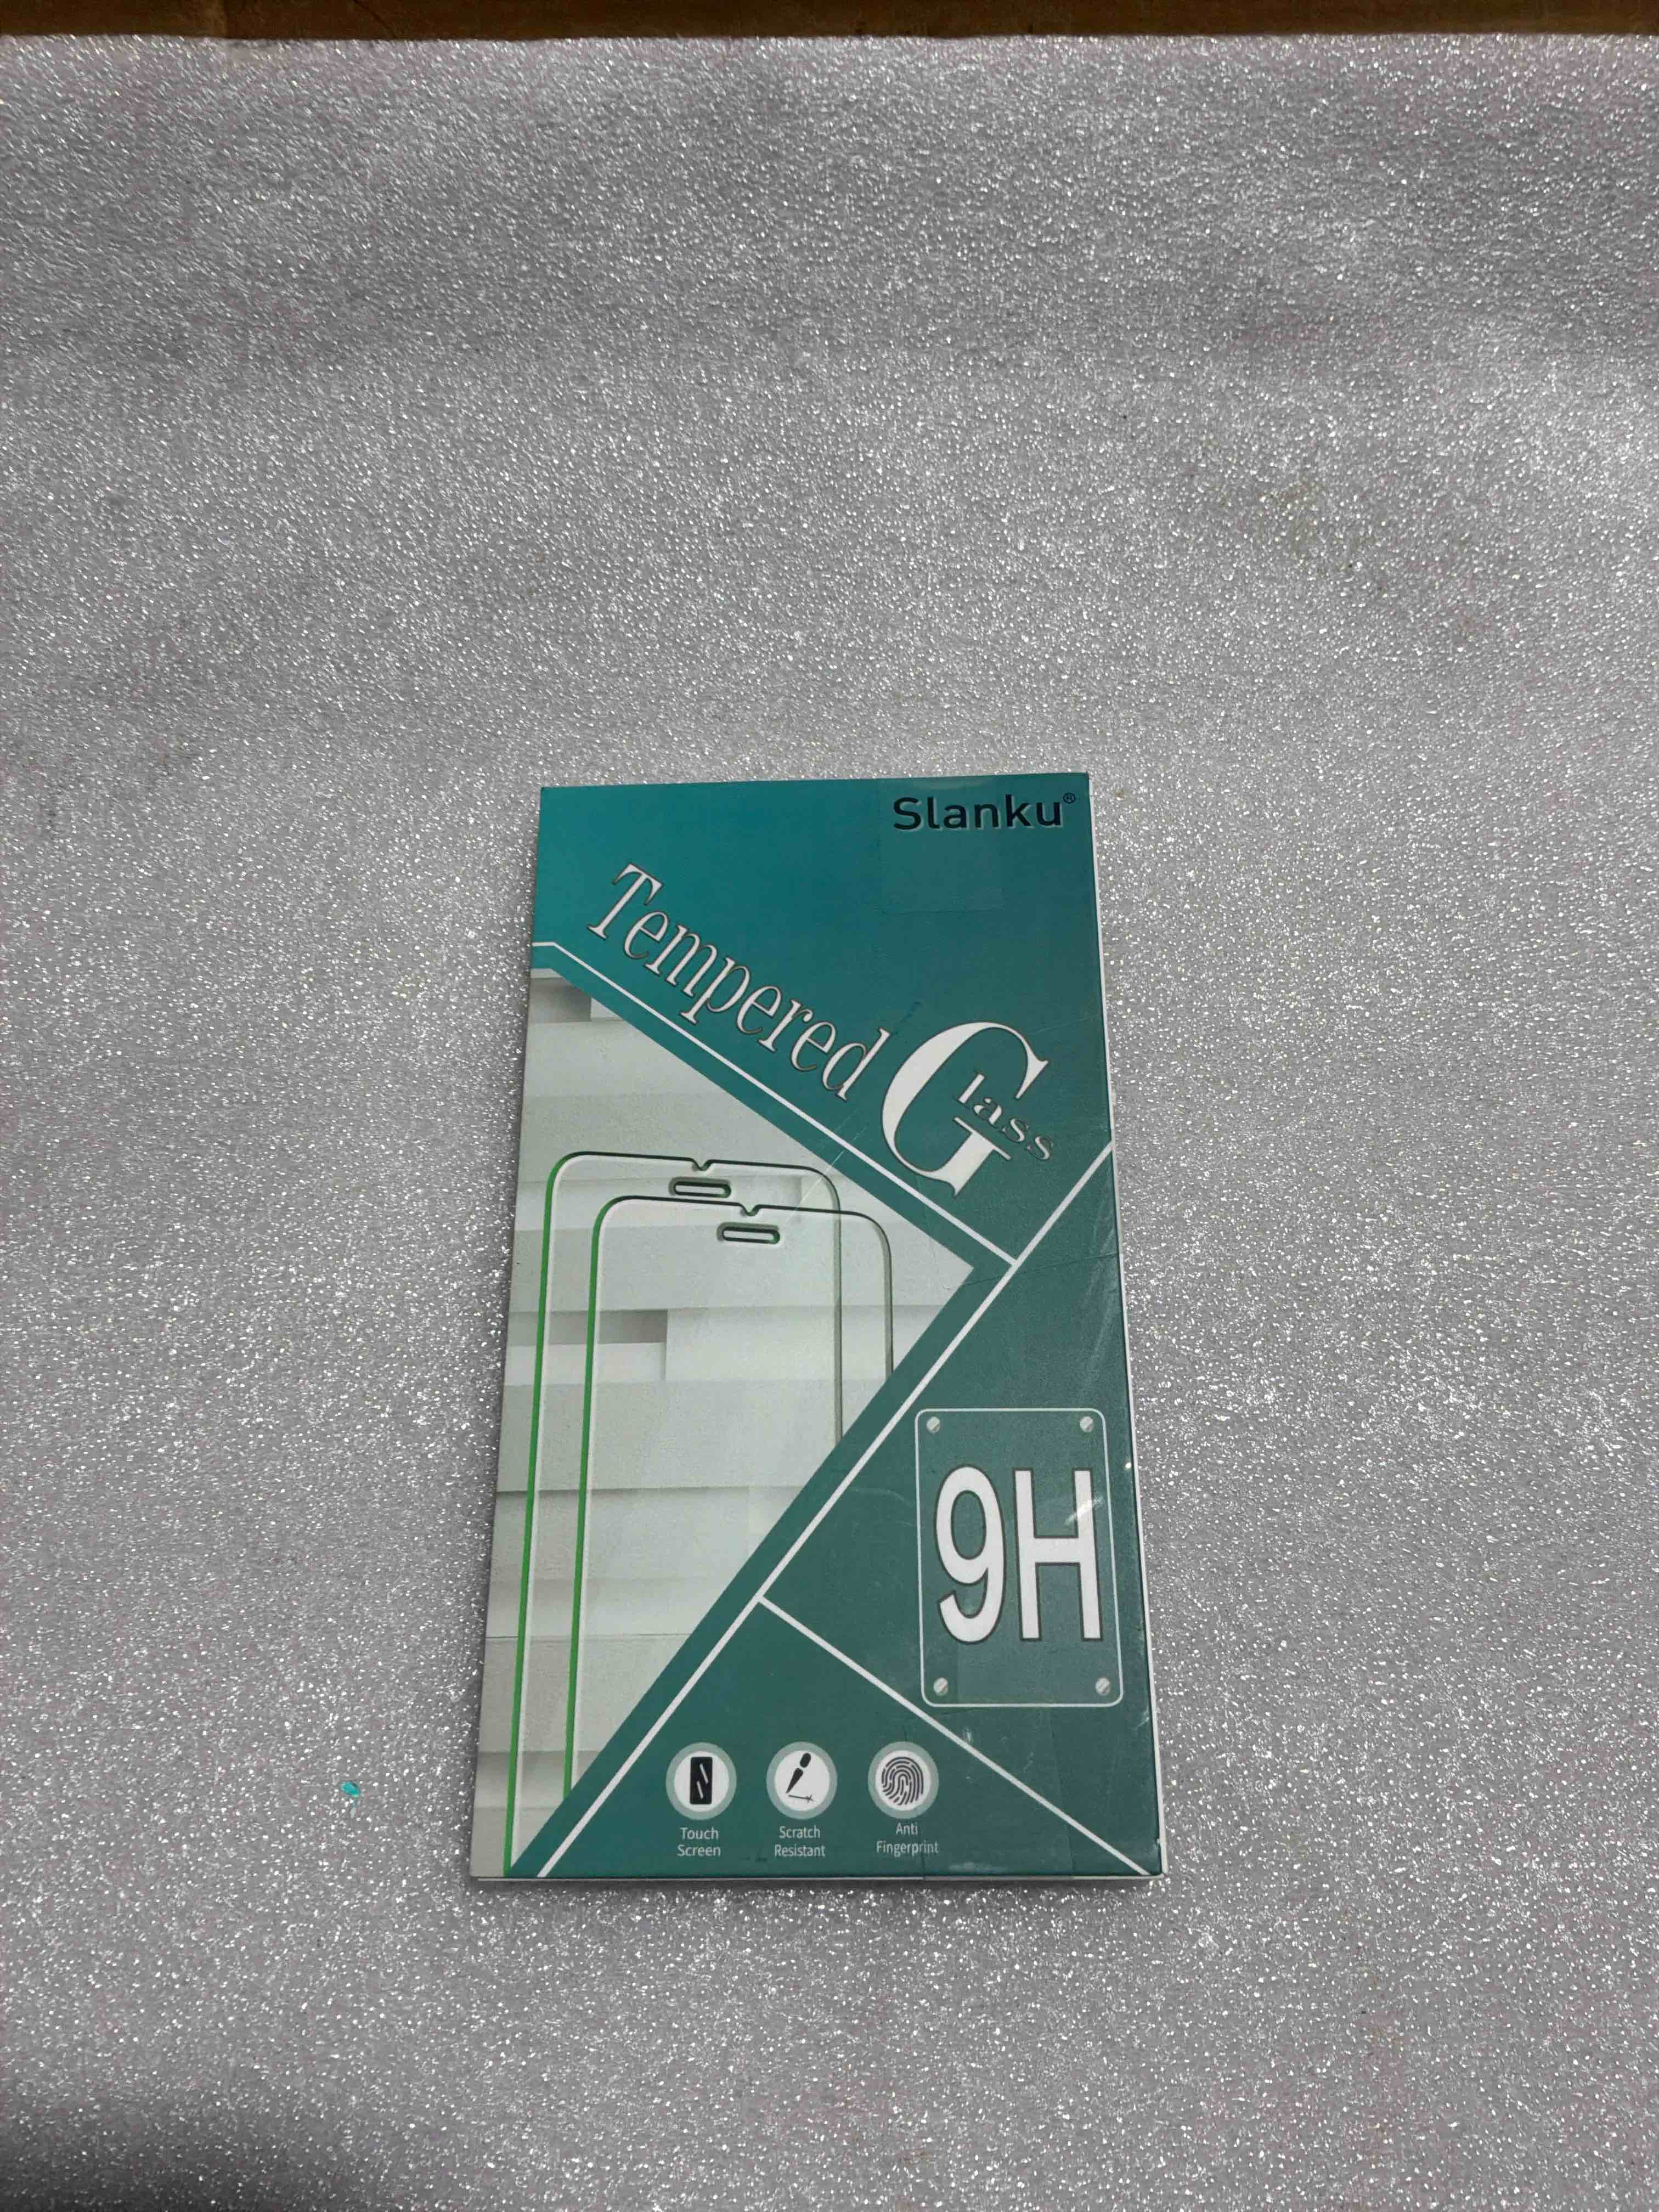 Slanku®
Tempered Glass
9H
Touch
Screen
Scratch
Resistant
Anti
Fingerprint